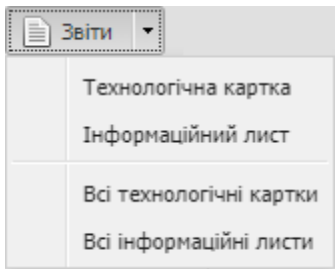 Звіти
Технологічна картка
Інформаційний лист
Всі технологічні картки
Всі інформаційні листи